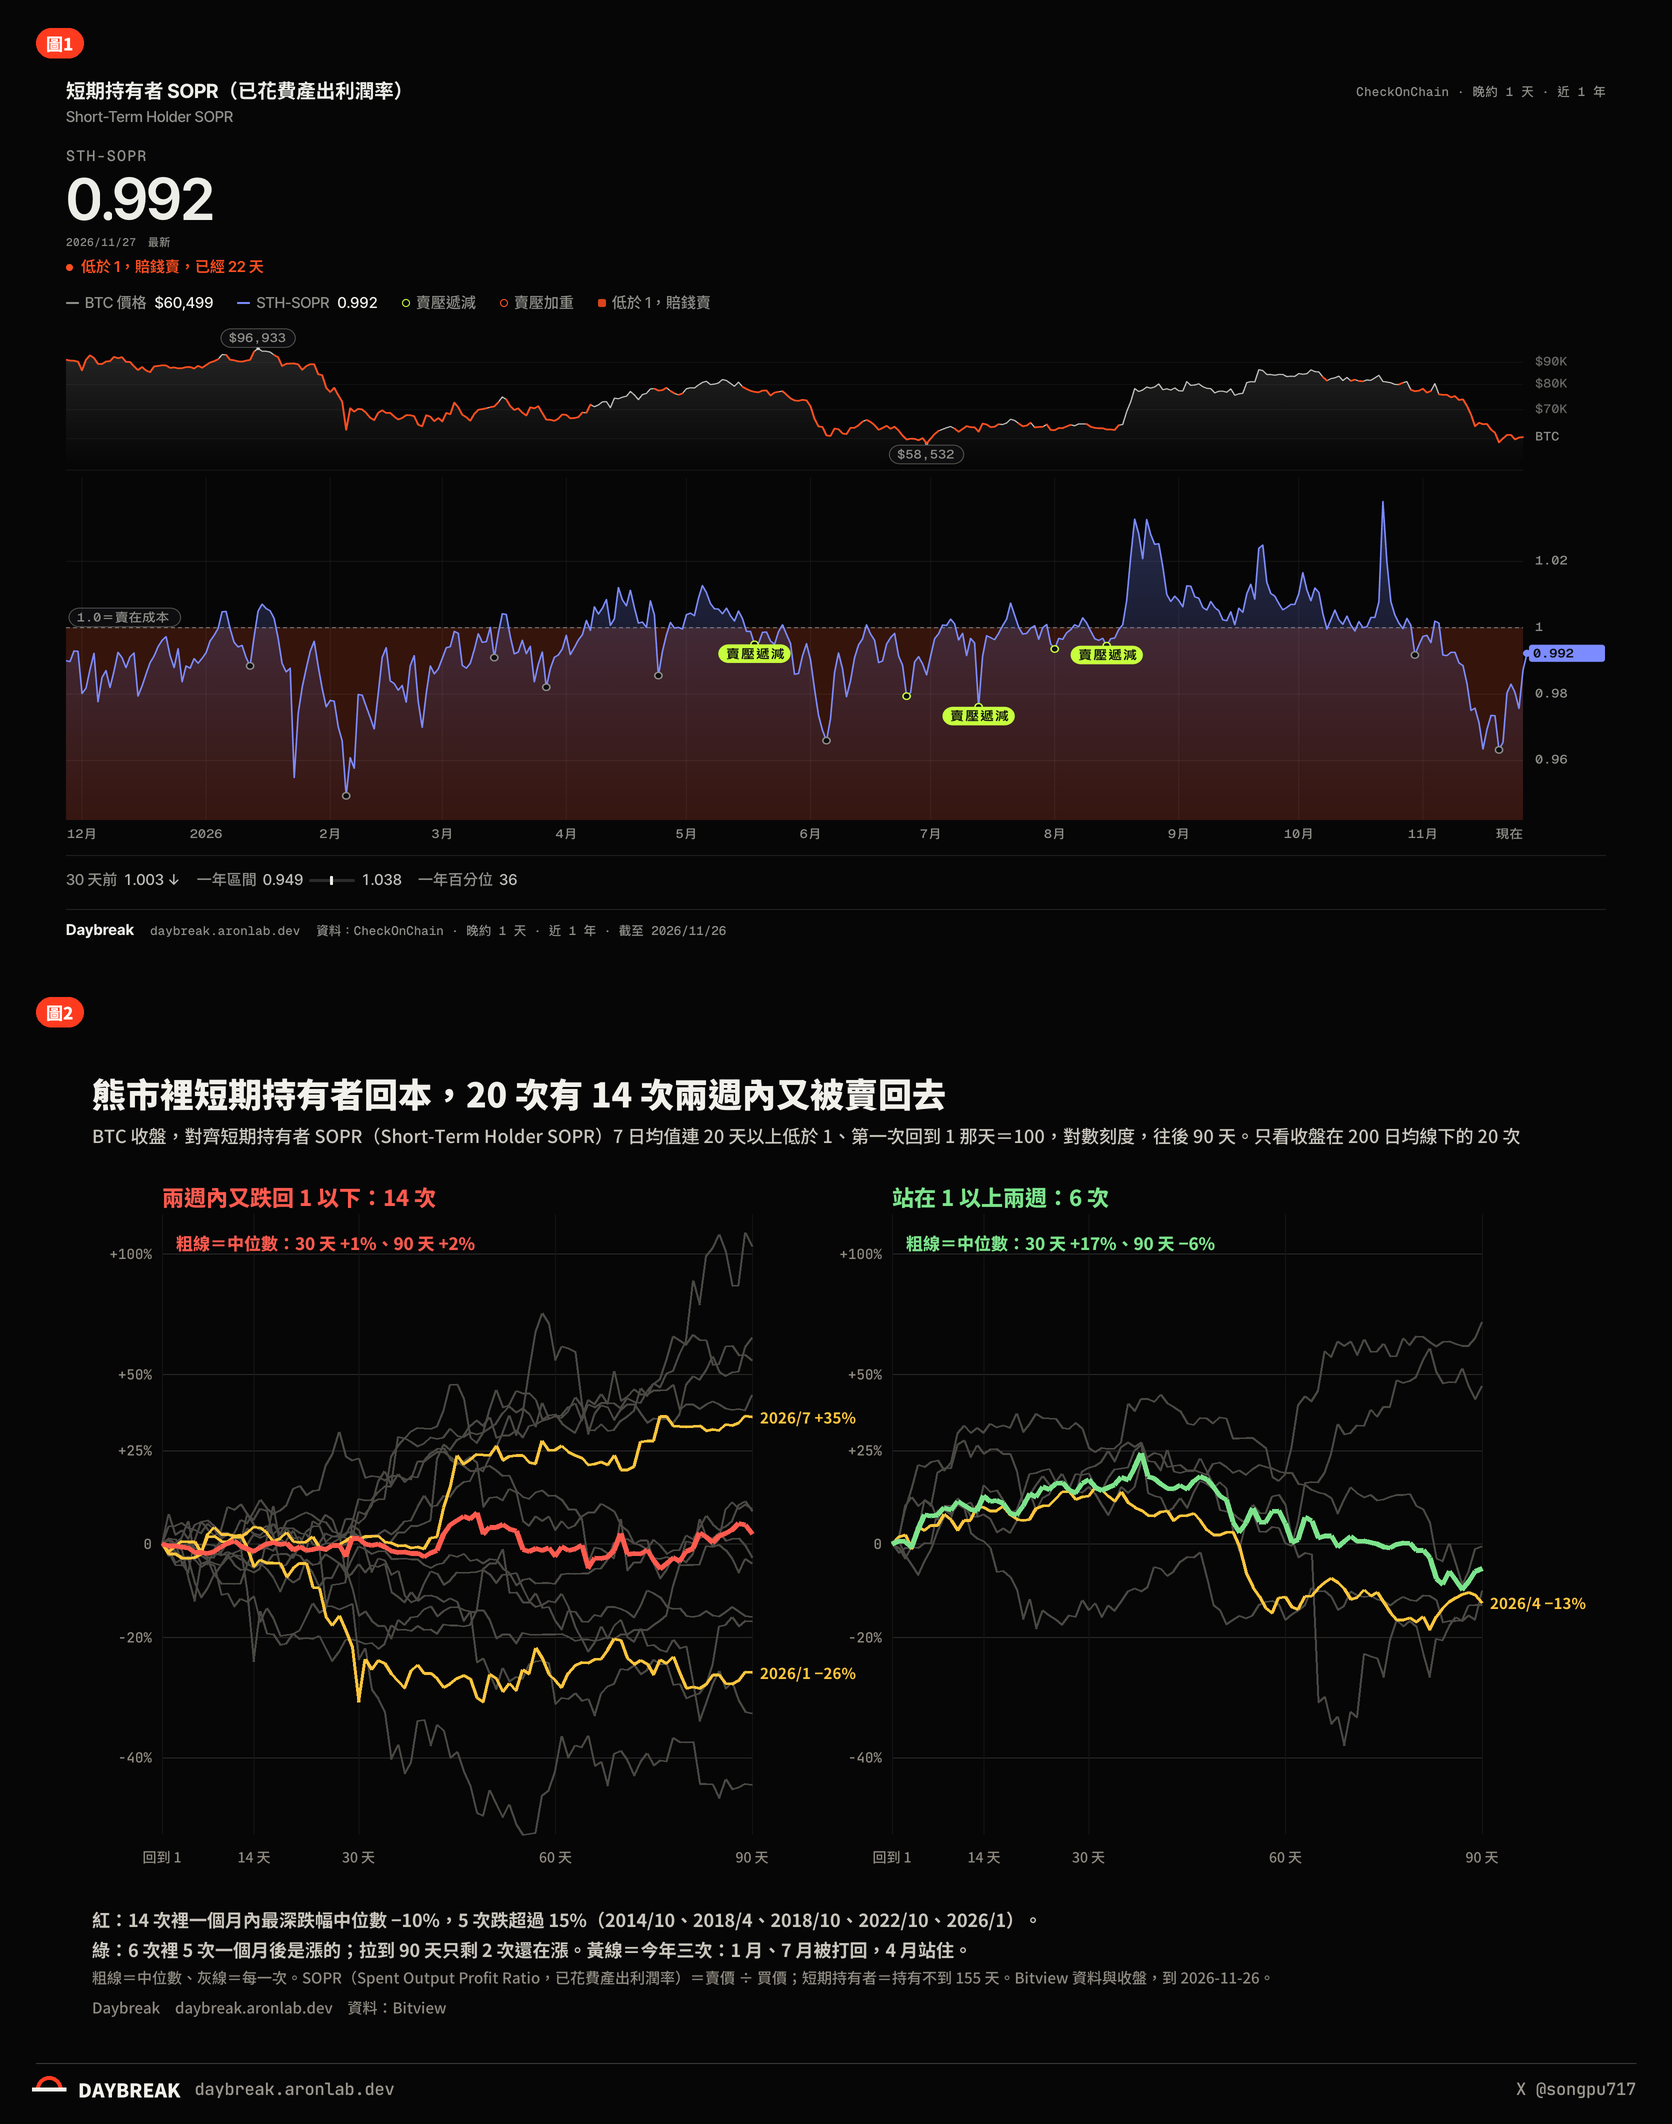 圖1
短期持有者 SOPR（已花費產出利潤率）
CheckOnChain · 晚約 1 天 · 近 1 年
Short-Term Holder SOPR
STH-SOPR
0.992
2026/11/27 最新
低於 1，賠錢賣，已經 22 天
BTC 價格 $60,499 STH-SOPR 0.992 賣壓遞減 賣壓加重 低於 1，賠錢賣
$96,933
$90K
$80K
$70K
BTC
$58,532
1.02
1.0＝賣在成本
1
賣壓遞減
賣壓遞減
0.992
0.98
賣壓遞減
0.96
12月 2026 2月 3月 4月 5月 6月 7月 8月 9月 10月 11月 現在
30 天前 1.003 ↓ 一年區間 0.949 1.038 一年百分位 36
Daybreak daybreak.aronlab.dev 資料：CheckOnChain · 晚約 1 天 · 近 1 年 · 截至 2026/11/26
圖2
熊市裡短期持有者回本，20 次有 14 次兩週內又被賣回去
BTC 收盤，對齊短期持有者 SOPR（Short-Term Holder SOPR）7 日均值連 20 天以上低於 1、第一次回到 1 那天＝100，對數刻度，往後 90 天。只看收盤在 200 日均線下的 20 次
兩週內又跌回 1 以下：14 次
粗線＝中位數：30 天 +1%、90 天 +2%
+100%
+50%
2026/7 +35%
+25%
0
-20%
2026/1 −26%
-40%
回到 1 14 天 30 天 60 天 90 天
站在 1 以上兩週：6 次
粗線＝中位數：30 天 +17%、90 天 −6%
+100%
+50%
+25%
0
2026/4 −13%
-20%
-40%
回到 1 14 天 30 天 60 天 90 天
紅：14 次裡一個月內最深跌幅中位數 −10%，5 次跌超過 15%（2014/10、2018/4、2018/10、2022/10、2026/1）。
綠：6 次裡 5 次一個月後是漲的；拉到 90 天只剩 2 次還在漲。黃線＝今年三次：1 月、7 月被打回，4 月站住。
粗線＝中位數、灰線＝每一次。SOPR（Spent Output Profit Ratio，已花費產出利潤率）＝賣價 ÷ 買價；短期持有者＝持有不到 155 天。Bitview 資料與收盤，到 2026-11-26。
Daybreak daybreak.aronlab.dev 資料：Bitview
DAYBREAK daybreak.aronlab.dev
X @songpu717